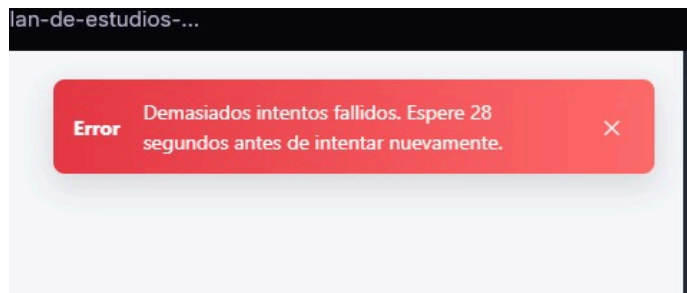 lan-de-estudios-...
Error
Demasiados intentos fallidos. Espere 28
segundos antes de intentar nuevamente.